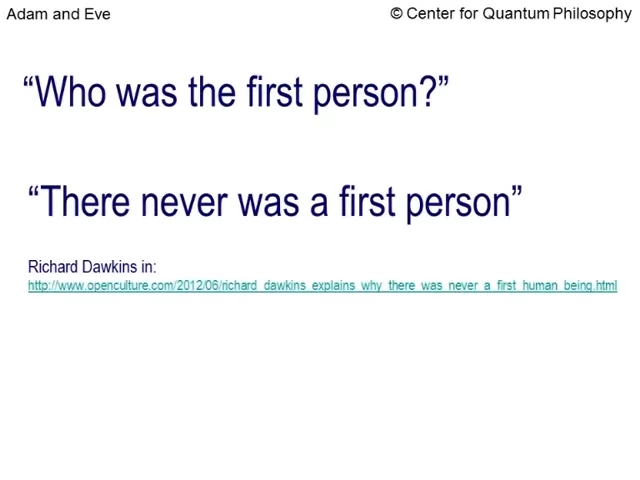 Adam and Eve
© Center for Quantum Philosophy
“Who was the first person?”
“There never was a first person”
Richard Dawkins in:
http://www.openculture.com/2012/06/richard_dawkins_explains_why_there_was_never_a_first_human_being.html